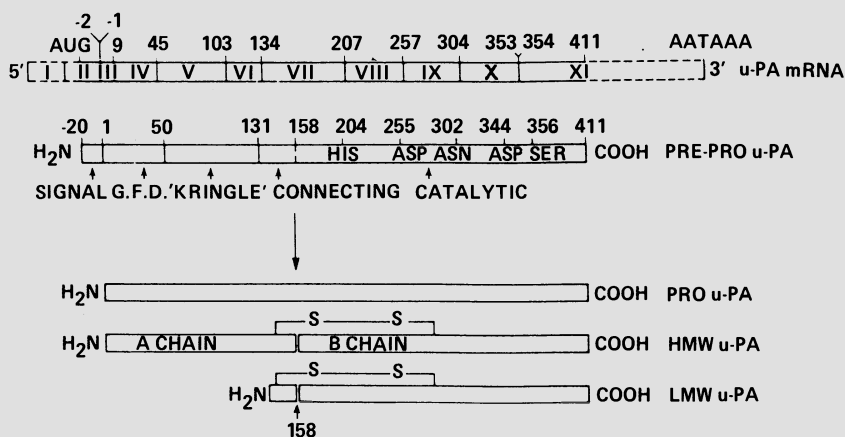 -2 -1
AUG 9 45 103 134 207 257 304 353 354 411 AATAAA
5' I II III IV V VI VII VIII IX X XI 3' u-PA mRNA
-20 1 50 131 158 204 255 302 344 356 411
H2N HIS ASP ASN ASP SER COOH PRE-PRO u-PA
SIGNAL G.F.D. 'KRINGLE' CONNECTING CATALYTIC
H2N COOH PRO u-PA
S S
H2N A CHAIN B CHAIN COOH HMW u-PA
S S
H2N COOH LMW u-PA
158